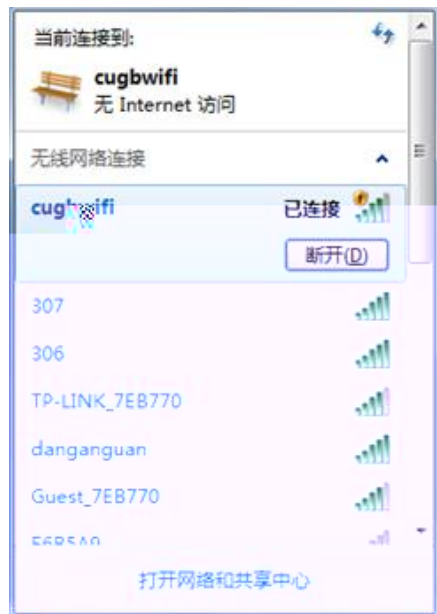 当前连接到:
cugbwifi
无 Internet 访问
无线网络连接
cugbwifi 已连接
断开(D)
307
306
TP-LINK_7EB770
danganguan
Guest_7EB770
打开网络和共享中心